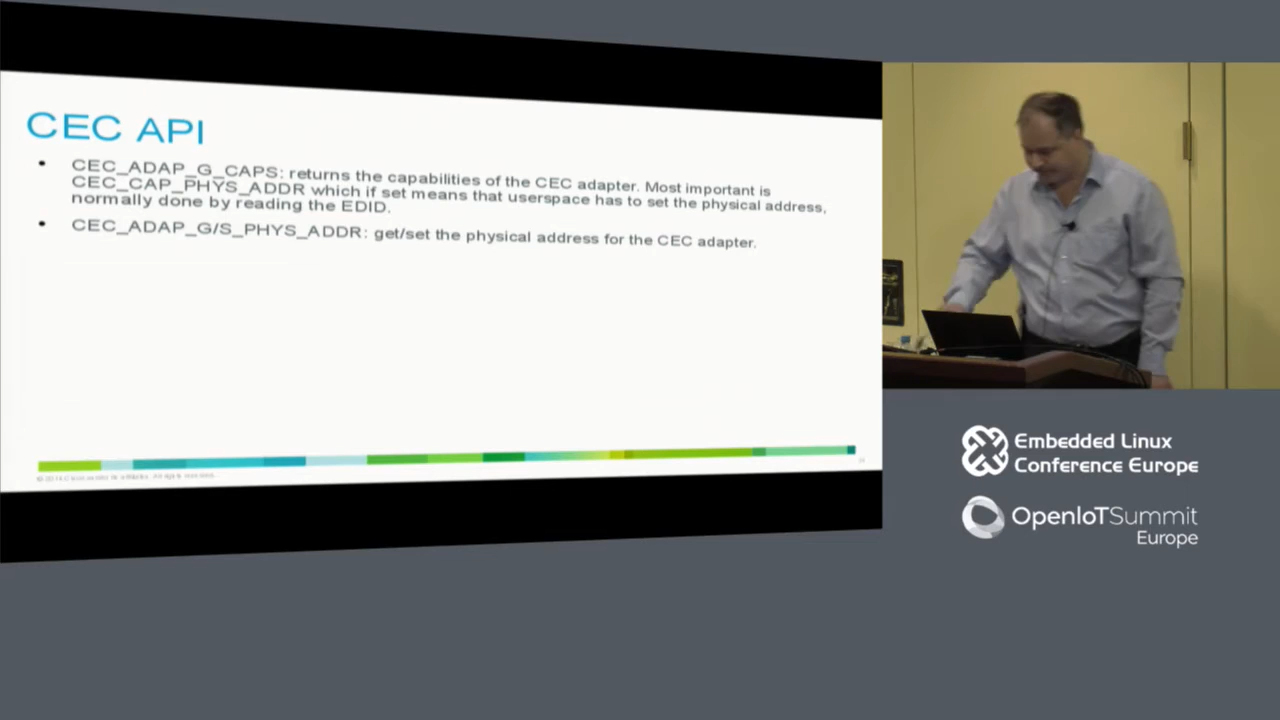 CEC API
• CEC_ADAP_G_CAPS: returns the capabilities of the CEC adapter. Most important is
CEC_CAP_PHYS_ADDR which if set means that userspace has to set the physical address,
normally done by reading the EDID.
• CEC_ADAP_G/S_PHYS_ADDR: get/set the physical address for the CEC adapter.
Embedded Linux
Conference Europe
OpenIoTSummit
Europe